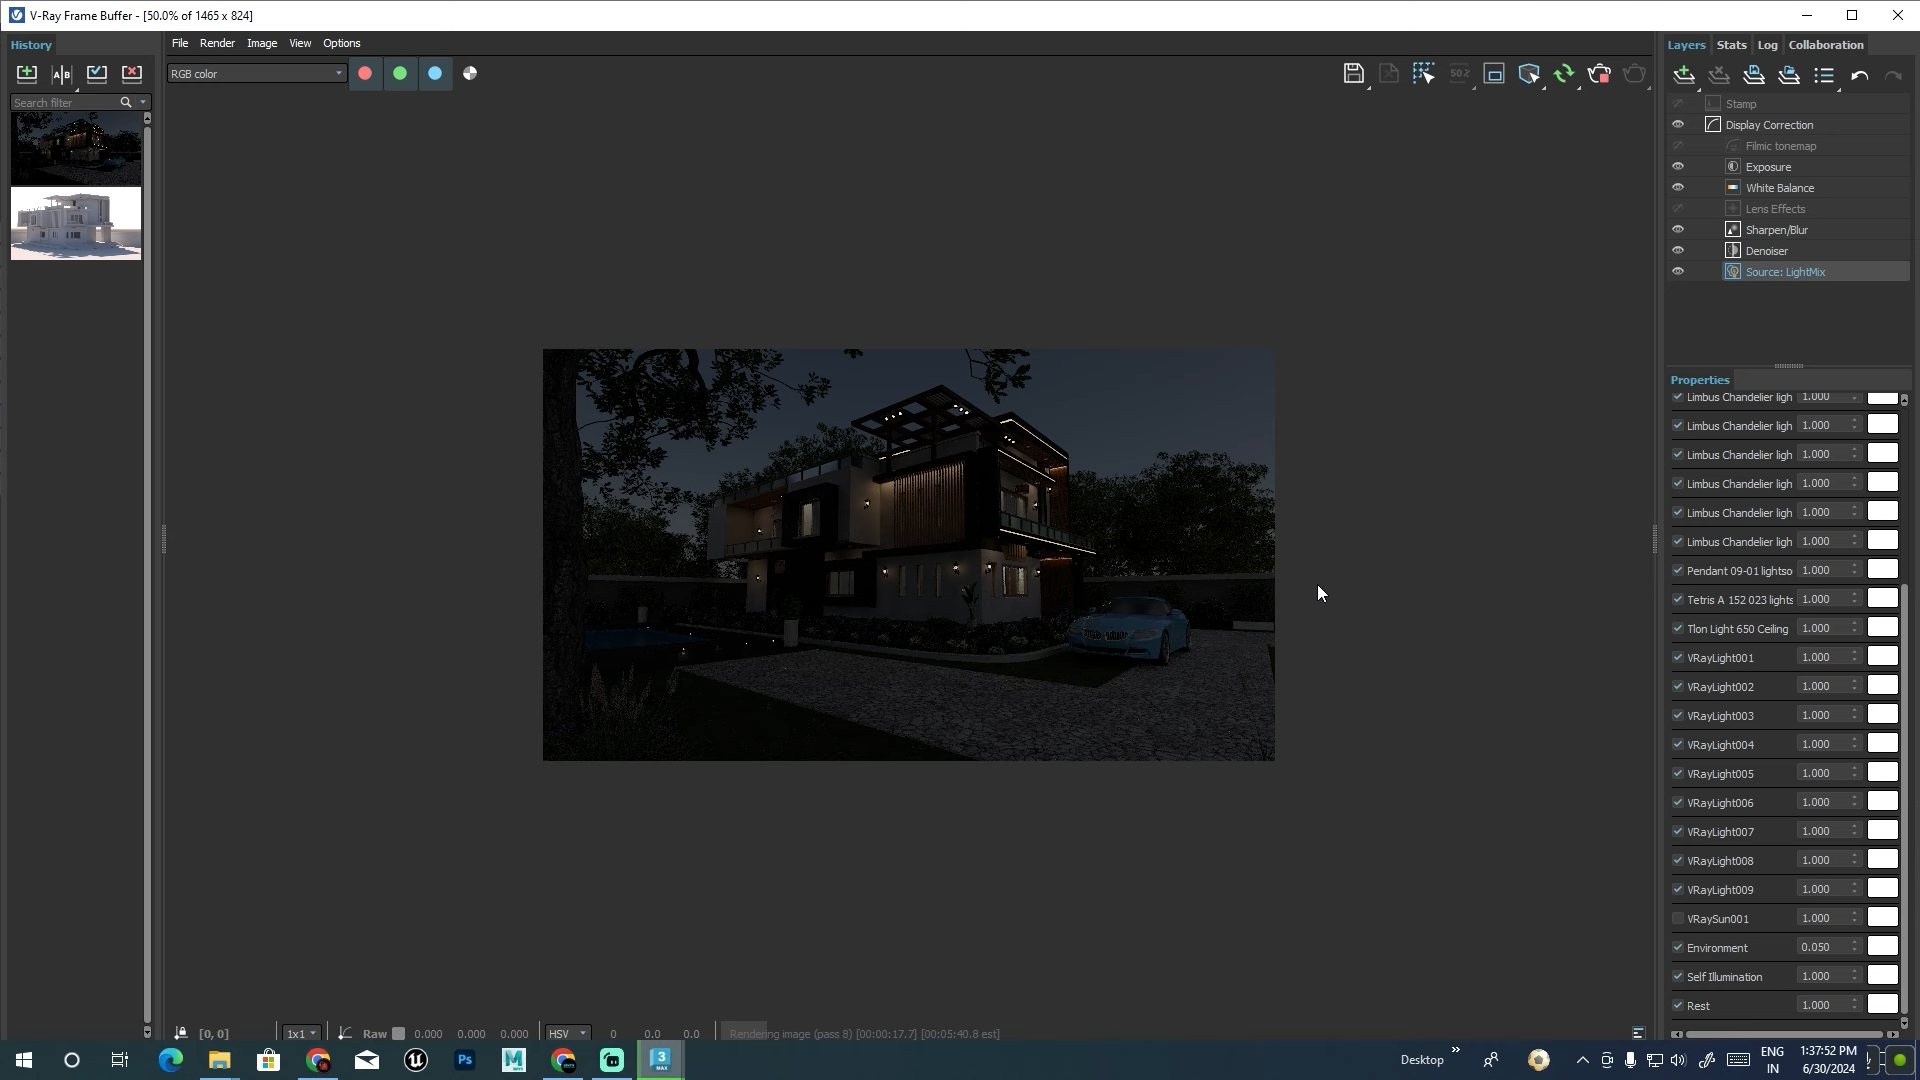 V-Ray Frame Buffer - [50.0% of 1465 x 824]
History
File Render Image View Options
Layers Stats Log Collaboration
RGB color
A|B
50%
Search filter
Stamp
Display Correction
Filmic tonemap
Exposure
White Balance
Lens Effects
Sharpen/Blur
Denoiser
Source: LightMix
Properties
Limbus Chandelier ligh 1.000
Limbus Chandelier ligh 1.000
Limbus Chandelier ligh 1.000
Limbus Chandelier ligh 1.000
Limbus Chandelier ligh 1.000
Limbus Chandelier ligh 1.000
Pendant 09-01 lightso 1.000
Tetris A 152 023 lights 1.000
Tlon Light 650 Ceiling 1.000
VRayLight001 1.000
VRayLight002 1.000
VRayLight003 1.000
VRayLight004 1.000
VRayLight005 1.000
VRayLight006 1.000
VRayLight007 1.000
VRayLight008 1.000
VRayLight009 1.000
VRaySun001 1.000
Environment 0.050
Self Illumination 1.000
Rest 1.000
[0, 0] 1x1 Raw 0.000 0.000 0.000 HSV 0 0.0 0.0 Rendering image (pass 8) [00:00:17.7] [00:05:40.8 est]
Ps
3
MAX
Desktop
ENG
IN
1:37:52 PM
6/30/2024